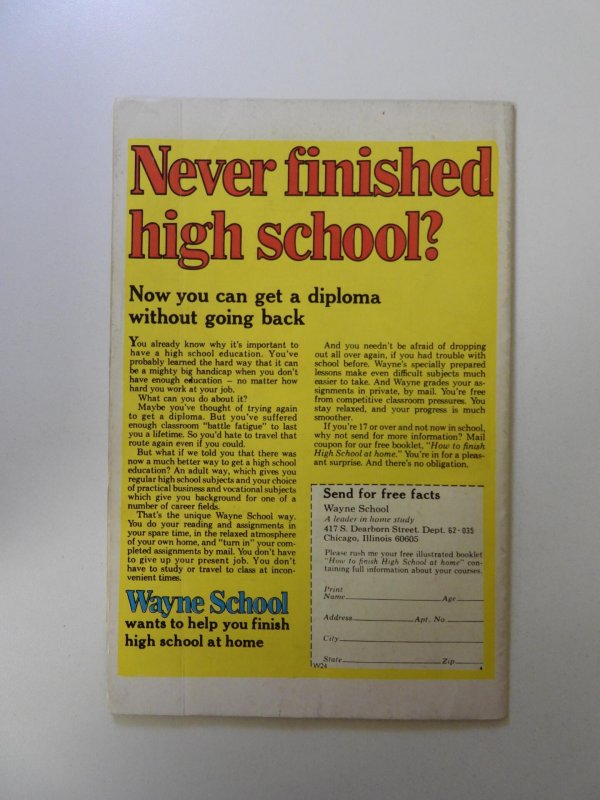 Never finished
high school?
Now you can get a diploma
without going back
You already know why it's important to
have a high school education. You've
probably learned the hard way that it can
be a mighty big handicap when you don't
have enough education — no matter how
hard you work at your job.
What can you do about it?
Maybe you've thought of trying again
to get a diploma. But you've suffered
enough classroom "battle fatigue" to last
you a lifetime. So you'd hate to travel that
route again even if you could.
But what if we told you that there was
now a much better way to get a high school
education? An adult way, which gives you
regular high school subjects and your choice
of practical business and vocational subjects
which give you background for one of a
number of career fields.
That's the unique Wayne School way.
You do your reading and assignments in
your spare time, in the relaxed atmosphere
of your own home, and "turn in" your com-
pleted assignments by mail. You don't have
to give up your present job. You don't
have to study or travel to class at incon-
venient times.
Wayne School
wants to help you finish
high school at home
And you needn't be afraid of dropping
out all over again, if you had trouble with
school before. Wayne's specially prepared
lessons make even difficult subjects much
easier to take. And Wayne grades your as-
signments in private, by mail. You're free
from competitive classroom pressures. You
stay relaxed, and your progress is much
smoother.
If you're 17 or over and not now in school,
why not send for more information? Mail
coupon for our free booklet, "How to finish
High School at home." You're in for a pleas-
ant surprise. And there's no obligation.
Send for free facts
Wayne School
A leader in home study
417 S. Dearborn Street, Dept. 62-035
Chicago, Illinois 60605
Please rush me your free illustrated booklet
"How to finish High School at home" con-
taining full information about your courses.
Print
Name Age
Address Apt. No.
City
State Zip
W24